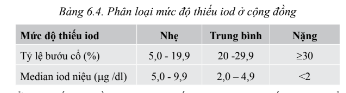 Bảng 6.4. Phân loại mức độ thiếu iod ở cộng đồng
Mức độ thiếu iod Nhẹ Trung bình Nặng
Tỷ lệ bướu cổ (%) 5,0 - 19,9 20 -29,9 ≥30
Median iod niệu (µg /dl) 5,0 - 9,9 2,0 – 4,9 <2